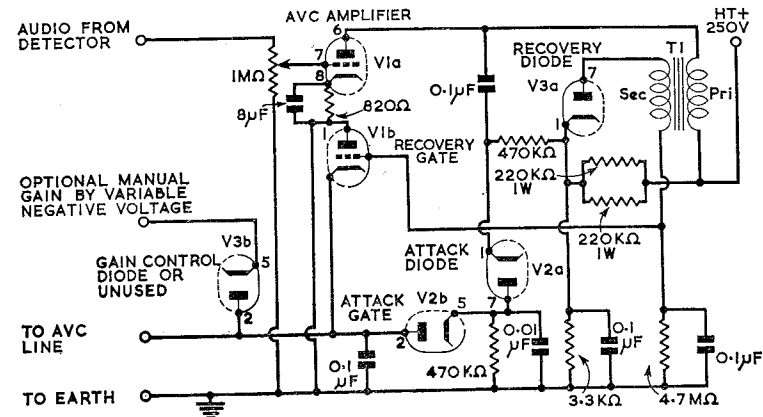 AVC AMPLIFIER
HT+
250V
AUDIO FROM
DETECTOR
6
7
8
V1a
1MΩ
8µF
820Ω
1
V1b
RECOVERY
GATE
0.1µF
RECOVERY
DIODE
V3a
7
1
T1
Sec
Pri
470KΩ
220KΩ
1W
220KΩ
1W
OPTIONAL MANUAL
GAIN BY VARIABLE
NEGATIVE VOLTAGE
V3b
5
2
GAIN CONTROL
DIODE OR
UNUSED
ATTACK
DIODE
1
V2a
7
ATTACK
GATE
V2b
5
2
TO AVC
LINE
0.1
µF
470KΩ
0.01
µF
0.1
µF
0.1µF
3.3KΩ
4.7MΩ
TO EARTH